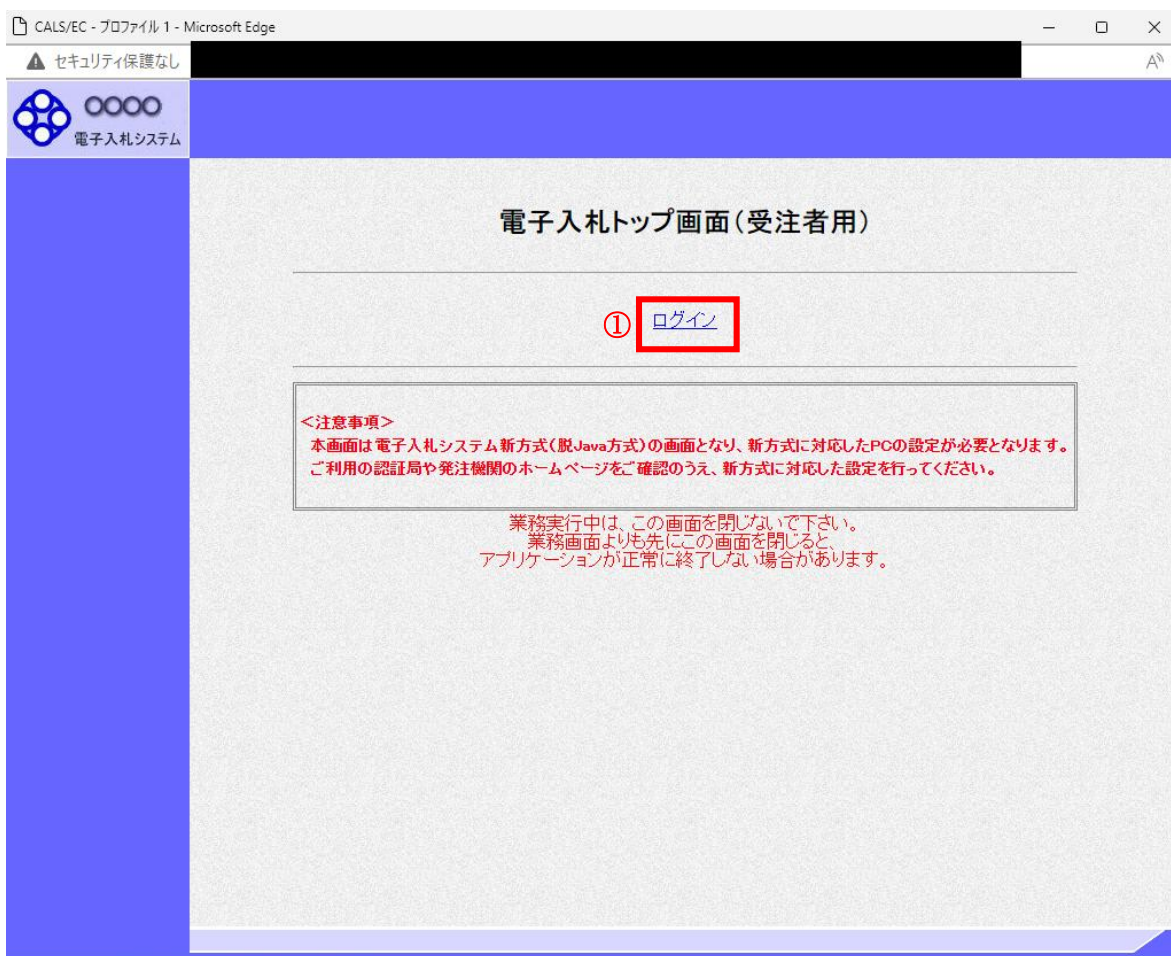 CALS/EC - プロファイル 1 - Microsoft Edge
セキュリティ保護なし
A
○○○○
電子入札システム
電子入札トップ画面(受注者用)
① ログイン
<注意事項>
本画面は電子入札システム新方式(脱Java方式)の画面となり、新方式に対応したPCの設定が必要となります。
ご利用の認証局や発注機関のホームページをご確認のうえ、新方式に対応した設定を行ってください。
業務実行中は、この画面を閉じないで下さい。
業務画面よりも先にこの画面を閉じると、
アプリケーションが正常に終了しない場合があります。